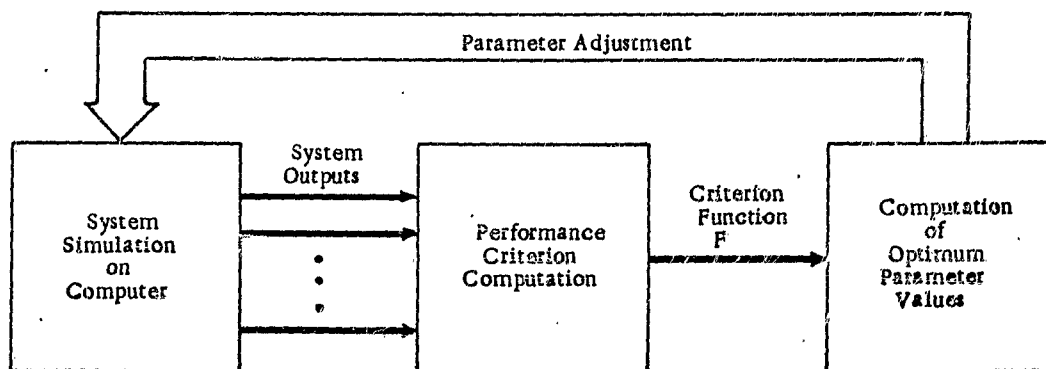 Parameter Adjustment
System
Outputs
System
Simulation
on
Computer
Performance
Criterion
Computation
Criterion
Function
F
Computation
of
Optimum
Parameter
Values